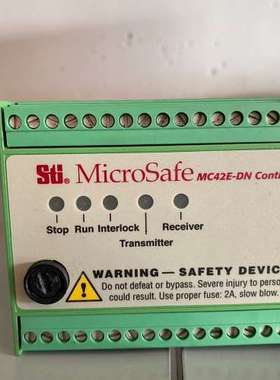 STi® MicroSafe MC42E-DN Contr
Stop Run Interlock Receiver
Transmitter
WARNING — SAFETY DEVIC
Do not defeat or bypass. Severe injury to perso
could result. Use proper fuse: 2A, slow blow.